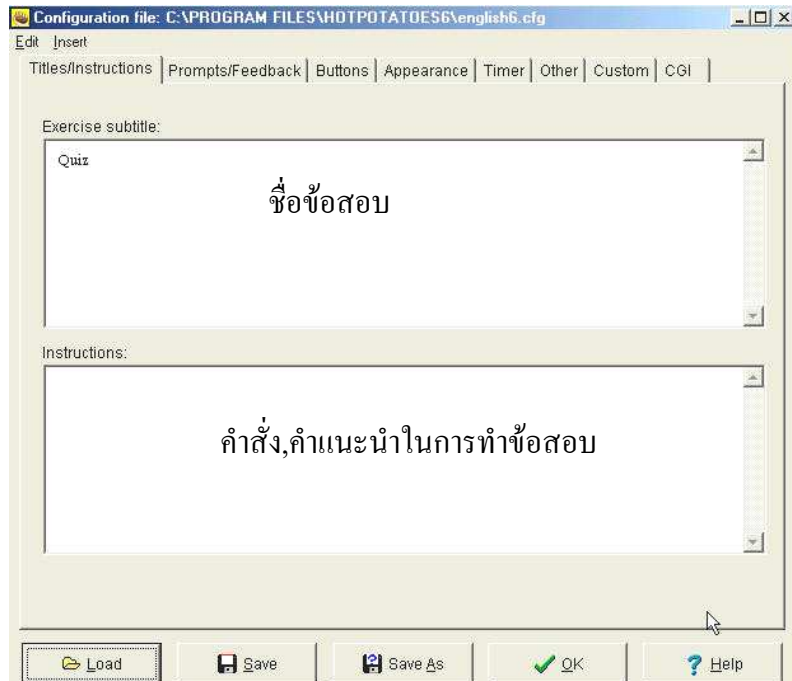 Configuration file: C:\PROGRAM FILES\HOTPOTATOES6\english6.cfg
Edit Insert
Titles/Instructions Prompts/Feedback Buttons Appearance Timer Other Custom CGI
Exercise subtitle:
Quiz
ชื่อข้อสอบ
Instructions:
คำสั่ง,คำแนะนำในการทำข้อสอบ
Load Save Save As OK Help